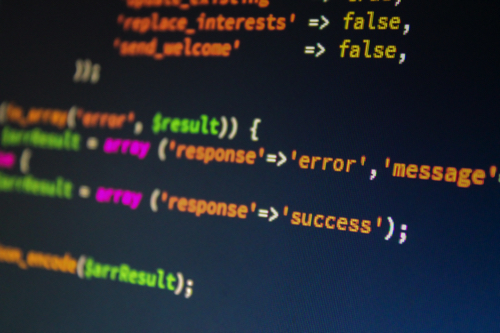 'update_existing' => true,
'replace_interests' => false,
'send_welcome' => false,
));
(in_array('error', $result)) {
$arrResult = array ('response'=>'error','message'=
{
$arrResult = array ('response'=>'success');
json_encode($arrResult);